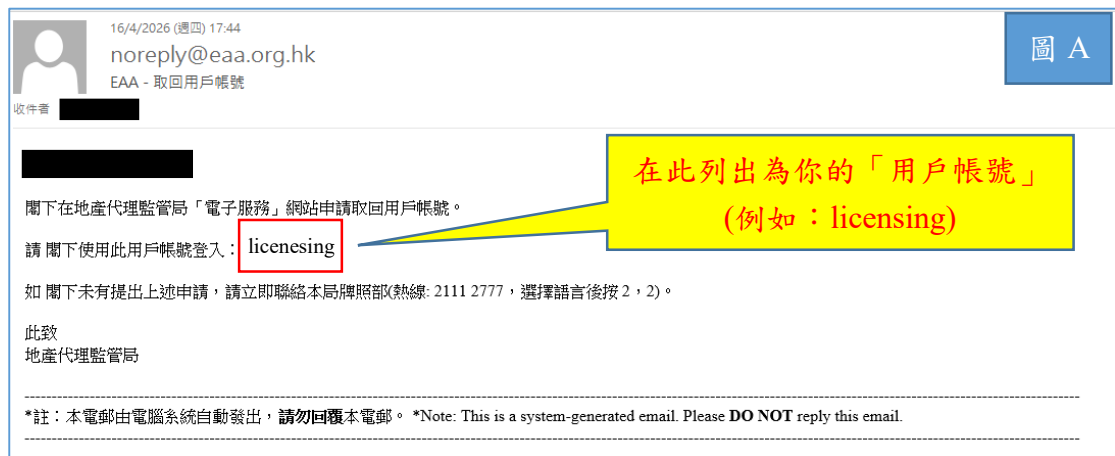 16/4/2026 (週四) 17:44
noreply@eaa.org.hk
EAA - 取回用戶帳號
收件者
圖 A
在此列出為你的「用戶帳號」
(例如：licensing)
閣下在地產代理監管局「電子服務」網站申請取回用戶帳號。
請 閣下使用此用戶帳號登入： licenesing
如 閣下未有提出上述申請，請立即聯絡本局牌照部(熱線: 2111 2777，選擇語言後按 2，2)。
此致
地產代理監管局
*註：本電郵由電腦系統自動發出，請勿回覆本電郵。 *Note: This is a system-generated email. Please DO NOT reply this email.